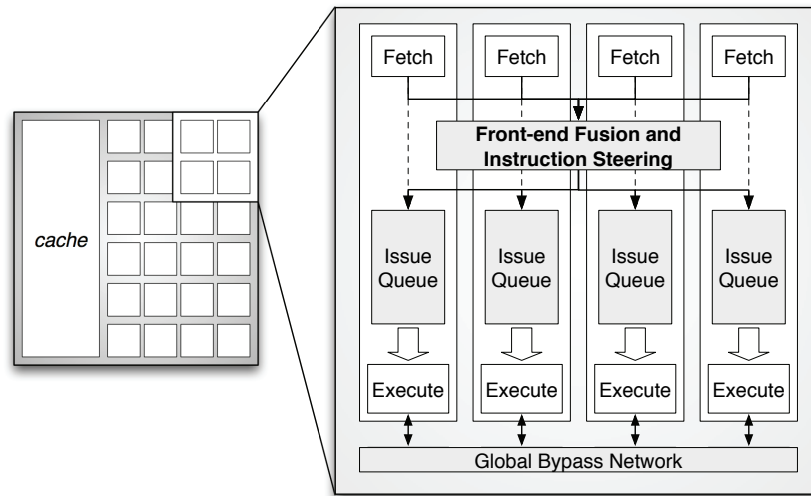 Fetch Fetch Fetch Fetch
Front-end Fusion and
Instruction Steering
cache
Issue Queue
Issue Queue
Issue Queue
Issue Queue
Execute Execute Execute Execute
Global Bypass Network